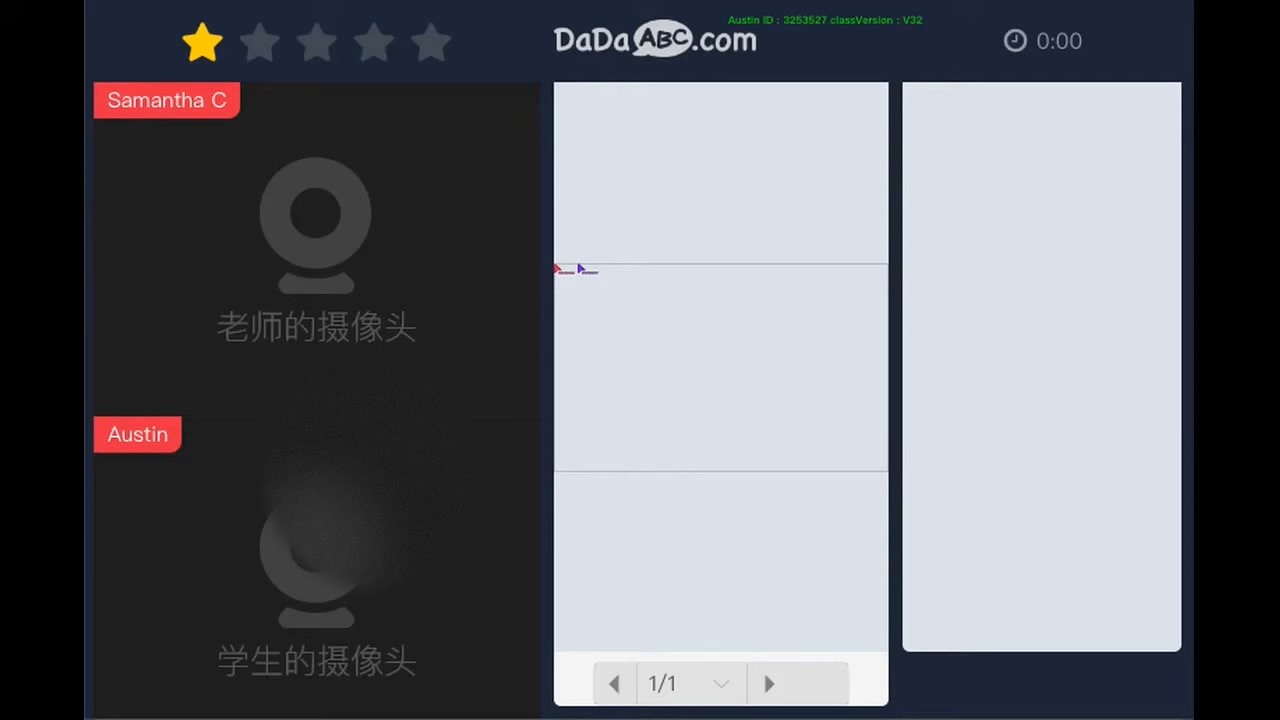 Austin ID : 3253527 classVersion : V32
DaDaABC.com
0:00
Samantha C
老师的摄像头
Austin
学生的摄像头
1/1